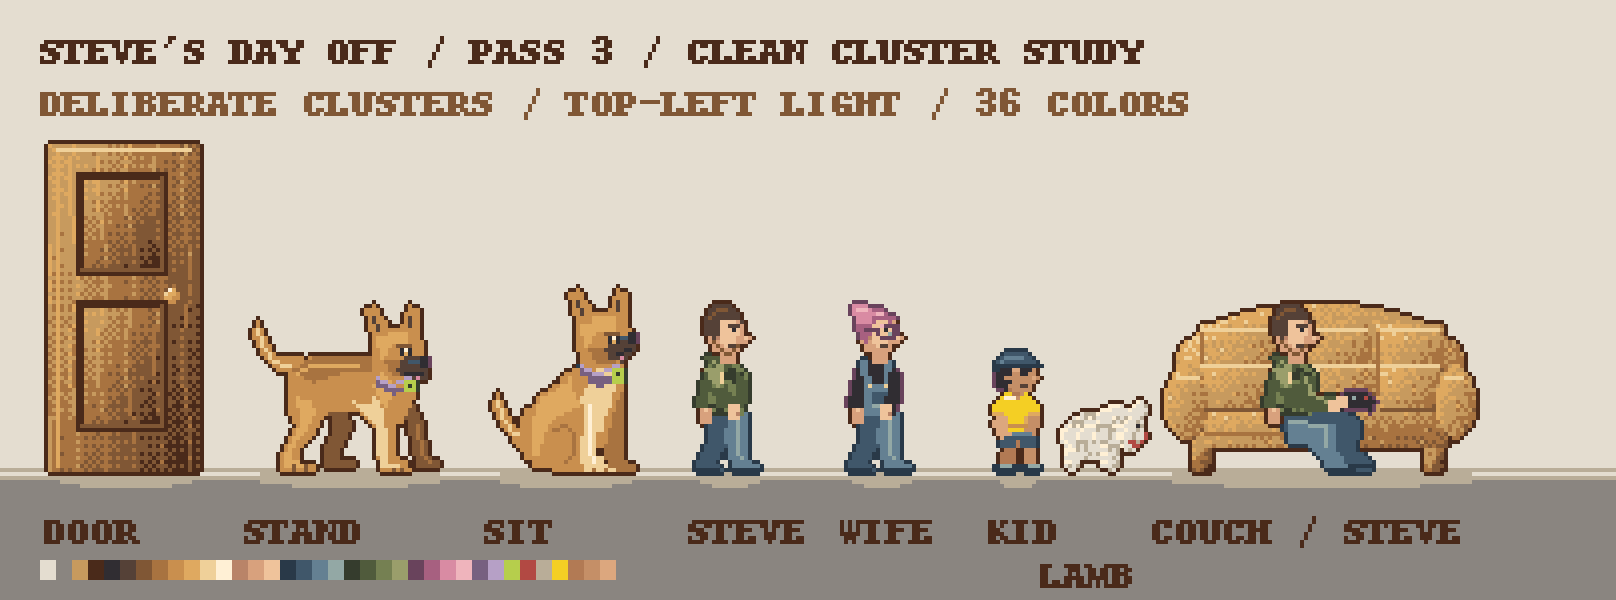 STEVE'S DAY OFF / PASS 3 / CLEAN CLUSTER STUDY
DELIBERATE CLUSTERS / TOP-LEFT LIGHT / 36 COLORS
DOOR STAND SIT STEVE WIFE KID COUCH / STEVE
LAMB